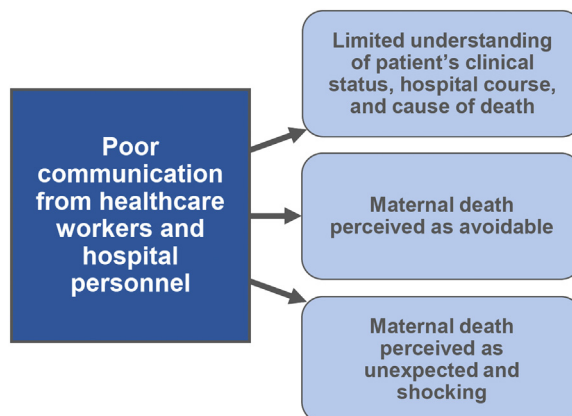 Poor
communication
from healthcare
workers and
hospital
personnel
Limited understanding
of patient's clinical
status, hospital course,
and cause of death
Maternal death
perceived as avoidable
Maternal death
perceived as
unexpected and
shocking